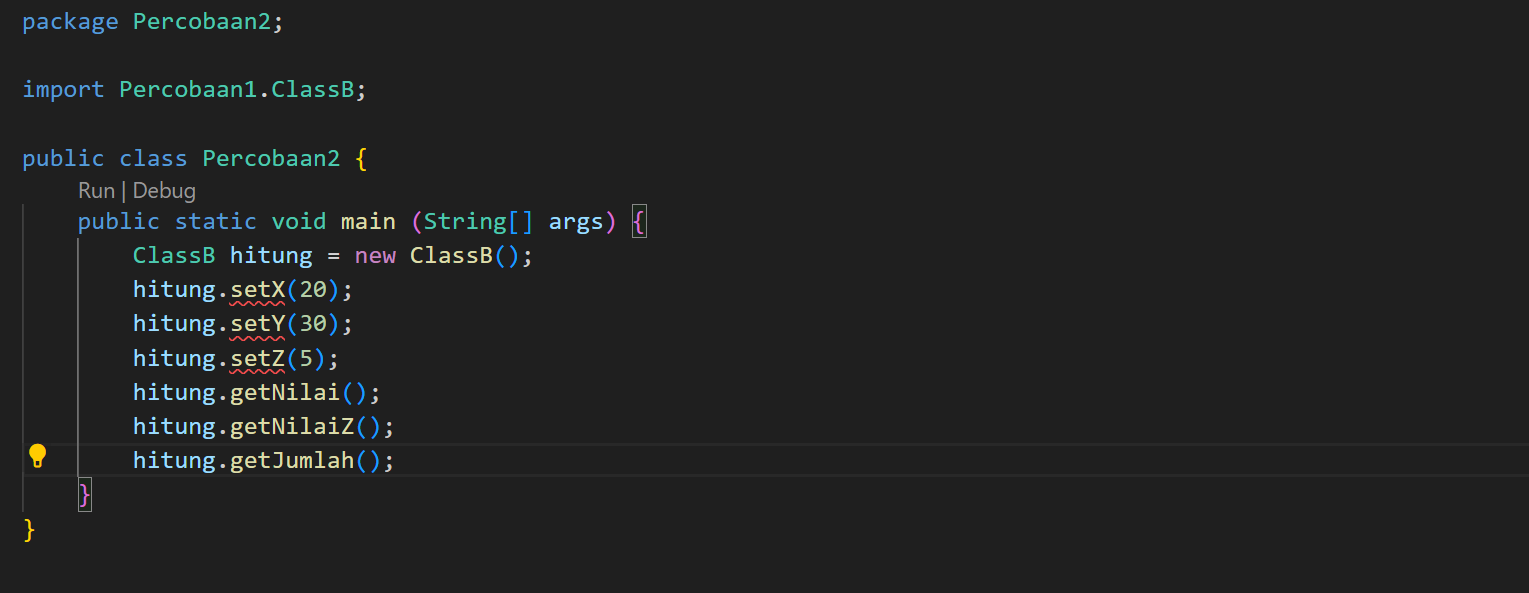 package Percobaan2;
import Percobaan1.ClassB;
public class Percobaan2 {
Run | Debug
public static void main (String[] args) {
ClassB hitung = new ClassB();
hitung.setX(20);
hitung.setY(30);
hitung.setZ(5);
hitung.getNilai();
hitung.getNilaiZ();
hitung.getJumlah();
}
}